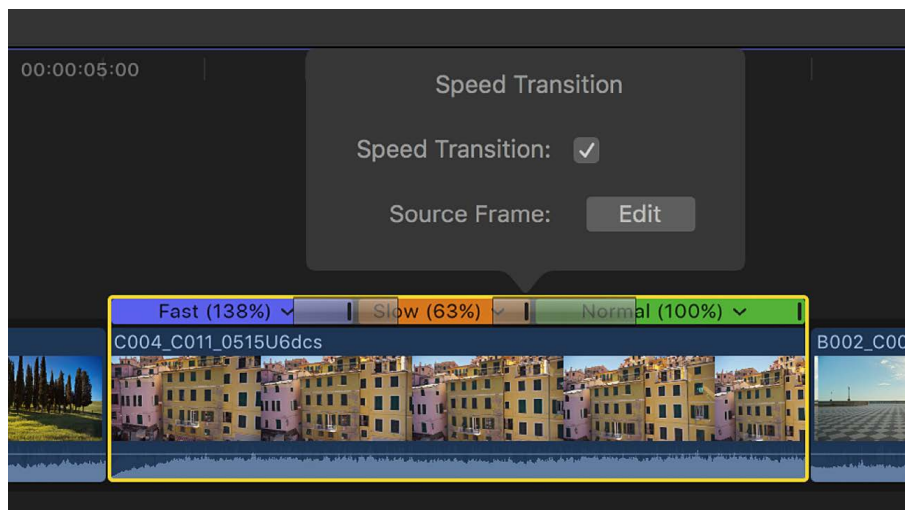 00:00:05:00
Speed Transition
Speed Transition:
Source Frame: Edit
Fast (138%) Slow (63%) Normal (100%)
C004_C011_0515U6dcs B002_C00